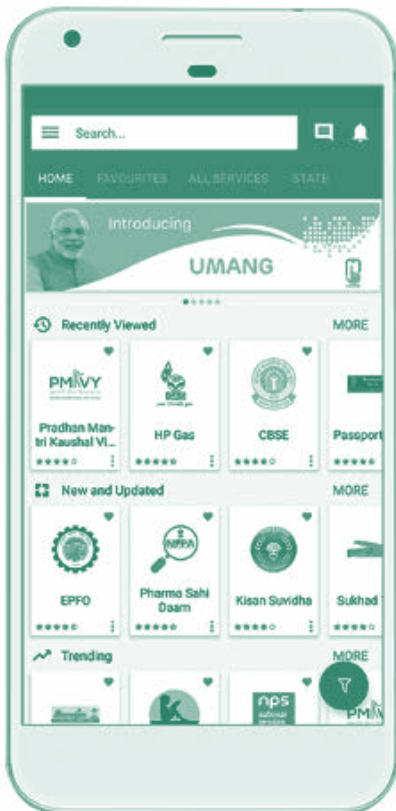 Search...
HOME FAVOURITES ALL SERVICES STATE
Introducing
UMANG
Recently Viewed MORE
PMKVY
Pradhan Man-
tri Kaushal Vi...
HP Gas
CBSE
Passport
New and Updated MORE
EPFO
NPPA
Pharma Sahi
Daam
Kisan Suvidha
Sukhad
Trending MORE
nps
PMKV